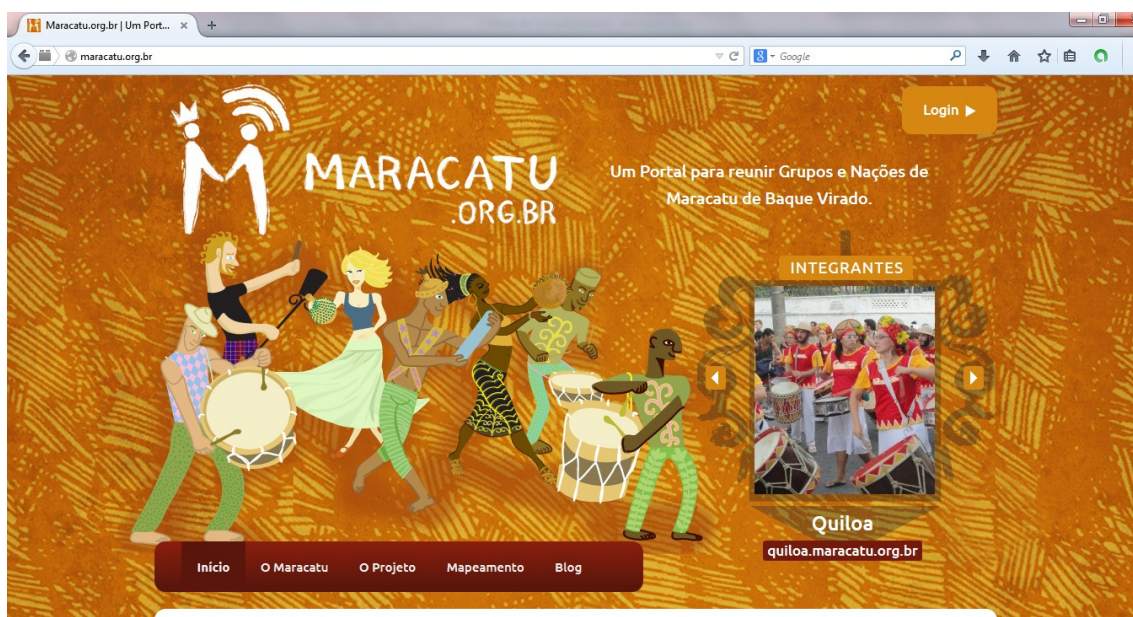 Maracatu.org.br | Um Port...
maracatu.org.br
Google
Login
MARACATU
.ORG.BR
Um Portal para reunir Grupos e Nações de
Maracatu de Baque Virado.
INTEGRANTES
Quiloa
quiloa.maracatu.org.br
Início
O Maracatu
O Projeto
Mapeamento
Blog